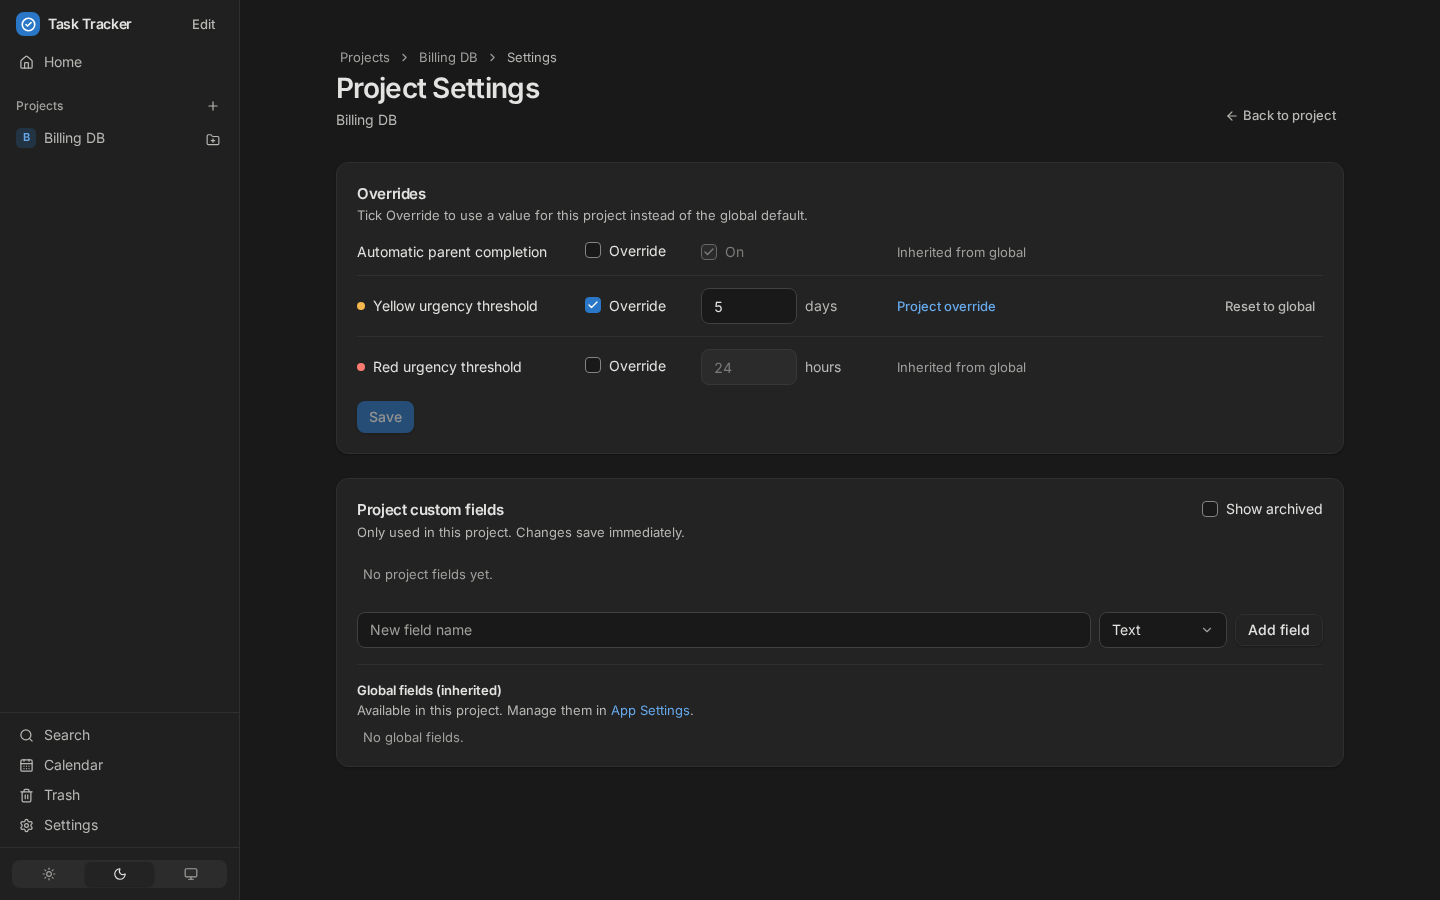 Task Tracker
Edit
Home
Projects
B Billing DB
Search
Calendar
Trash
Settings
Projects > Billing DB > Settings
Project Settings
Billing DB
Back to project
Overrides
Tick Override to use a value for this project instead of the global default.
Automatic parent completion Override On Inherited from global
Yellow urgency threshold Override 5 days Project override Reset to global
Red urgency threshold Override 24 hours Inherited from global
Save
Project custom fields
Show archived
Only used in this project. Changes save immediately.
No project fields yet.
New field name Text Add field
Global fields (inherited)
Available in this project. Manage them in App Settings.
No global fields.